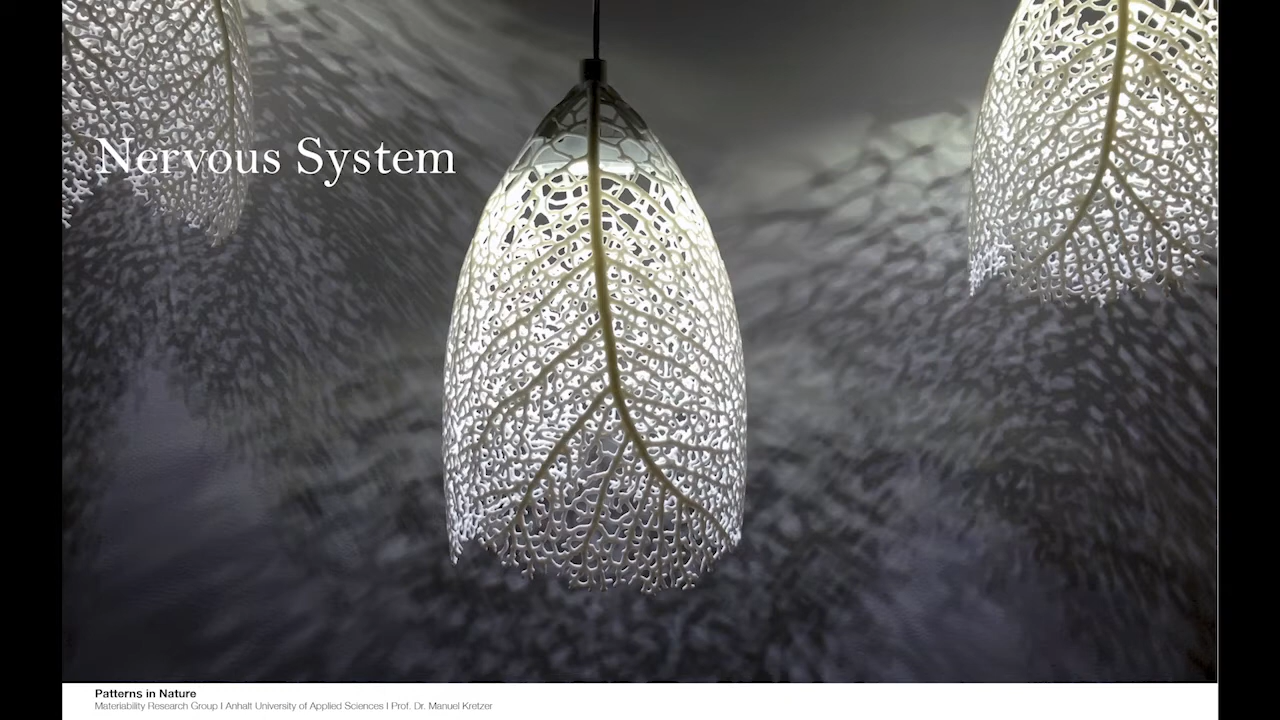 Nervous System
Patterns in Nature
Materiability Research Group I Anhalt University of Applied Sciences I Prof. Dr. Manuel Kretzer